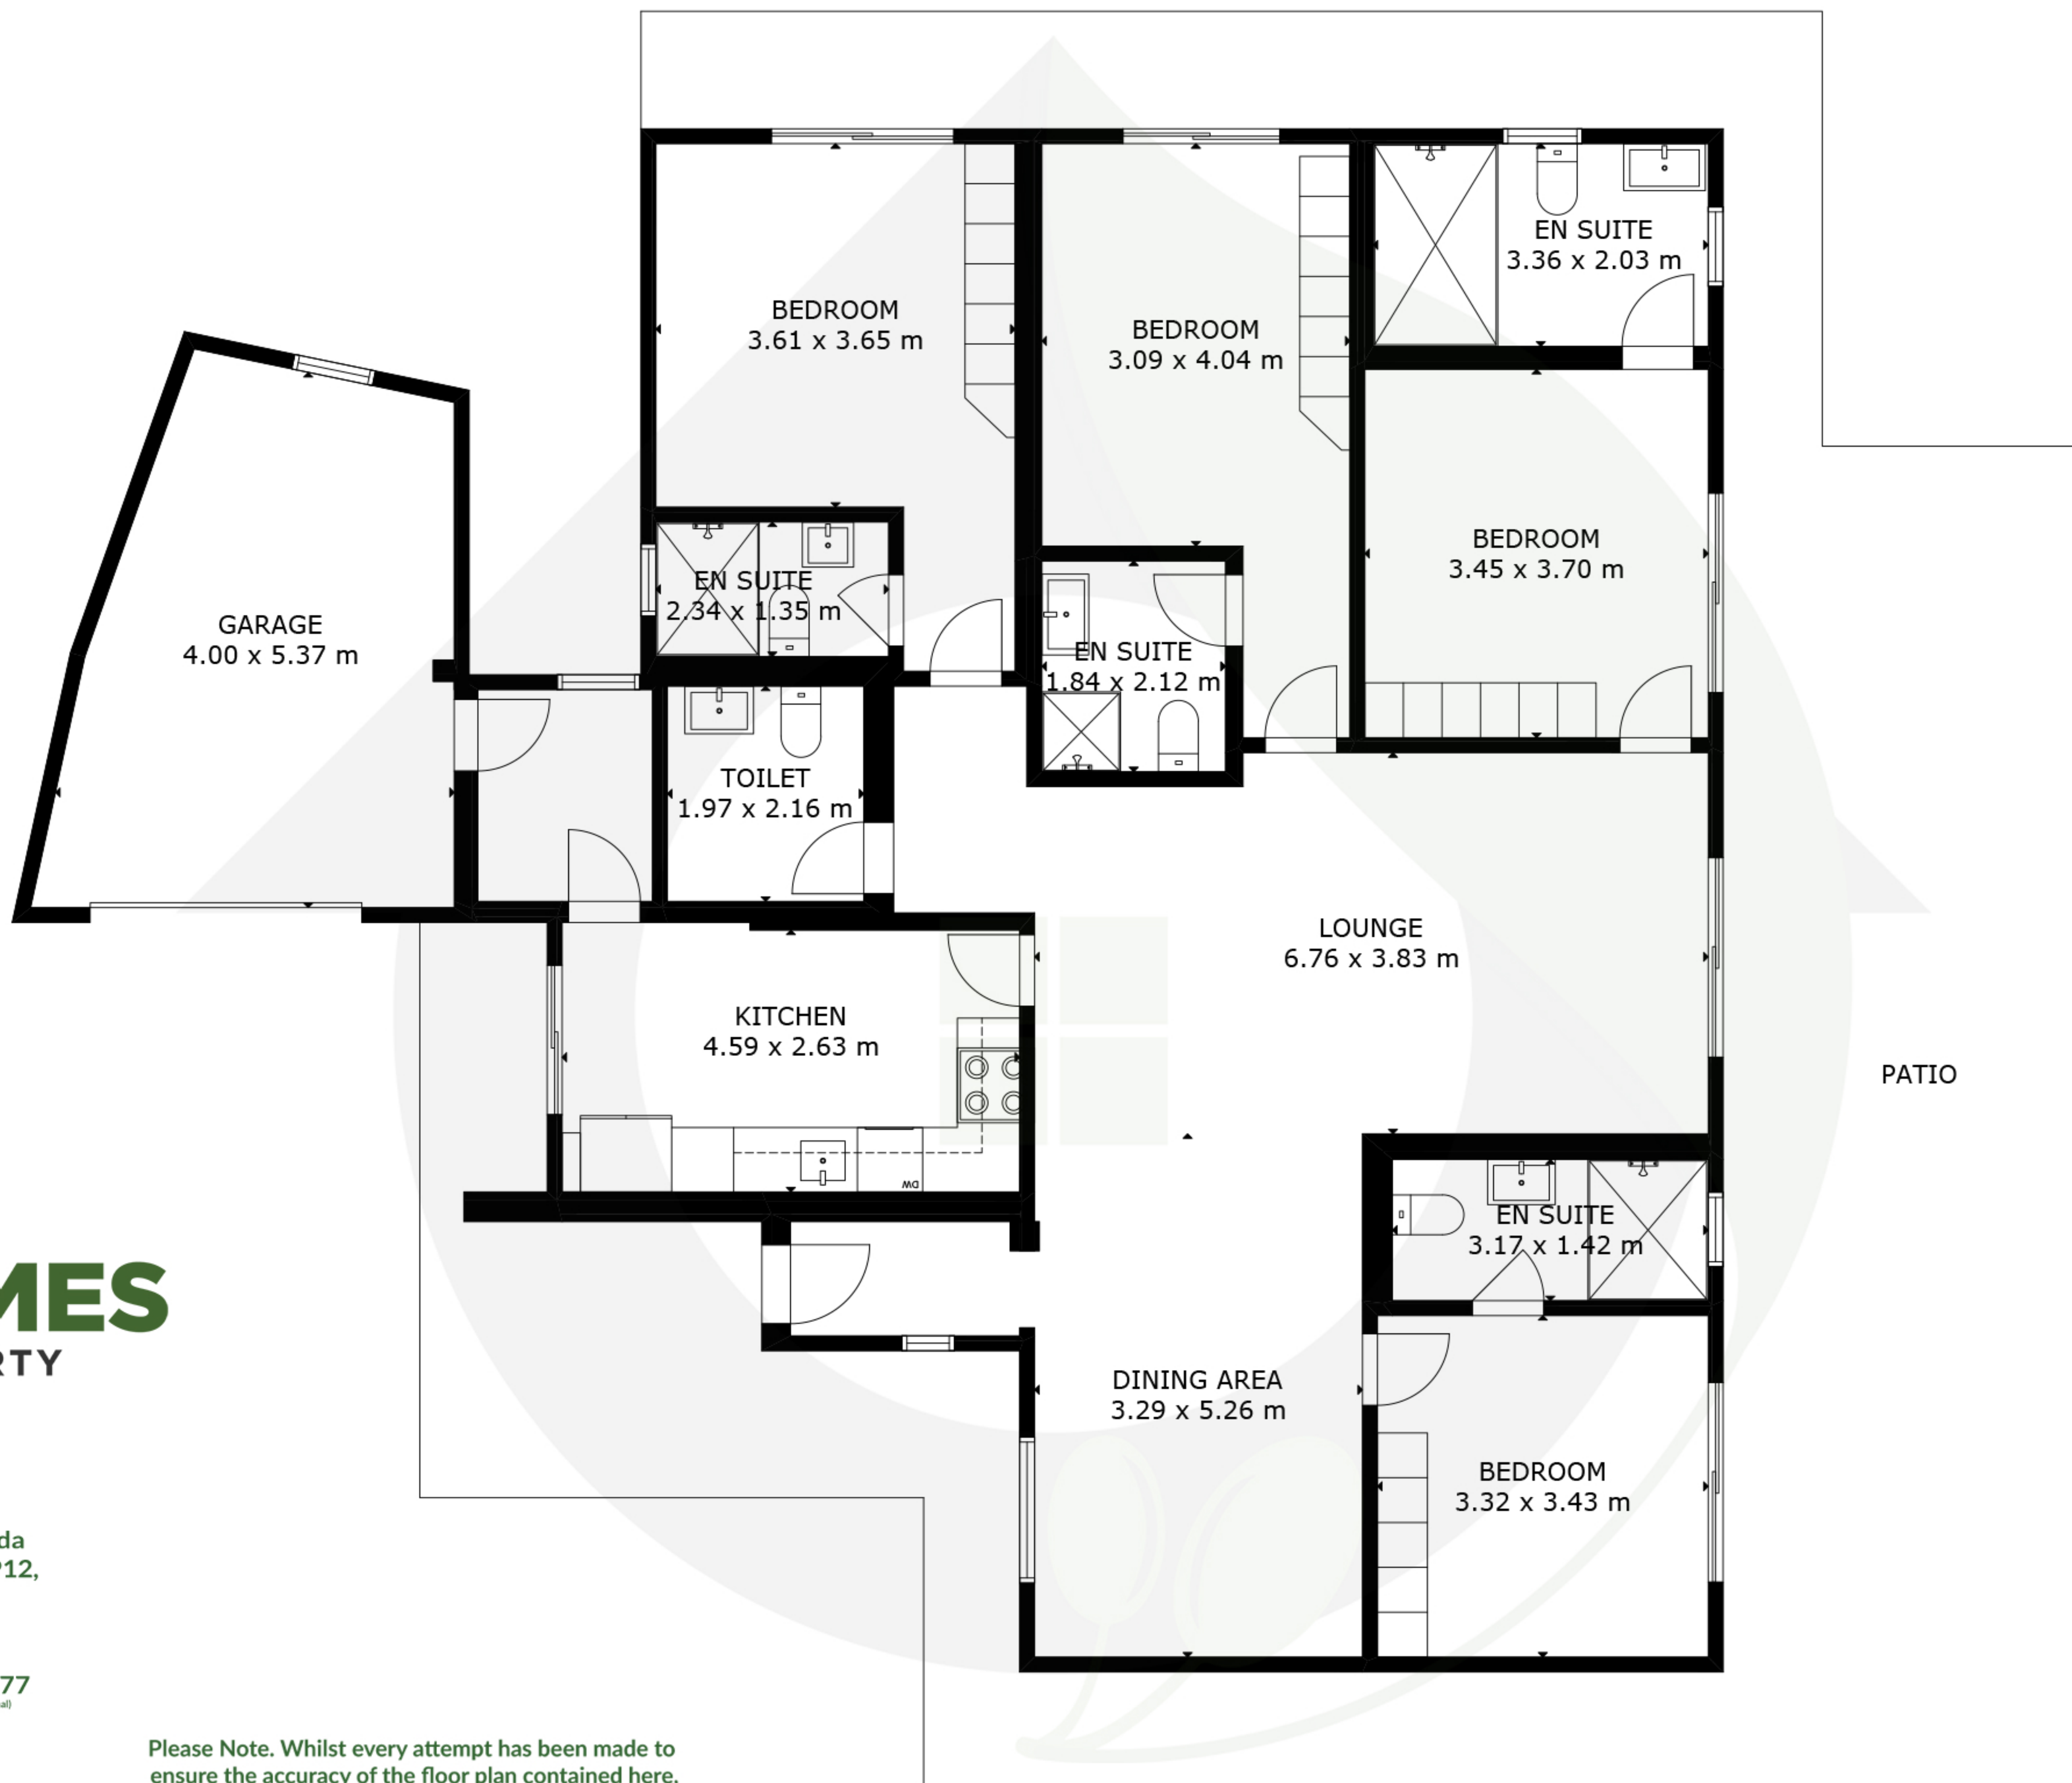 EN SUITE
3.36 x 2.03 m
BEDROOM
3.61 x 3.65 m
BEDROOM
3.09 x 4.04 m
BEDROOM
3.45 x 3.70 m
EN SUITE
2.34 x 1.35 m
GARAGE
4.00 x 5.37 m
EN SUITE
1.84 x 2.12 m
TOILET
1.97 x 2.16 m
LOUNGE
6.76 x 3.83 m
KITCHEN
4.59 x 2.63 m
PATIO
DW
EN SUITE
3.17 x 1.42 m
DINING AREA
3.29 x 5.26 m
BEDROOM
3.32 x 3.43 m
MES
RTY
da
912,
77
al)
Please Note. Whilst every attempt has been made to
ensure the accuracy of the floor plan contained here.